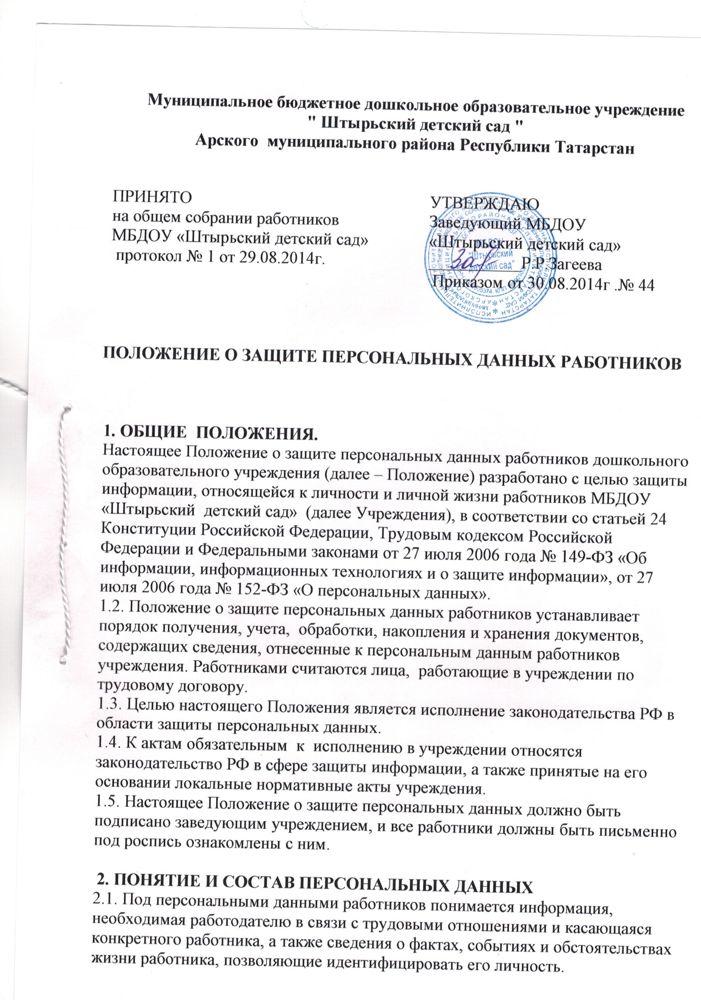 Муниципальное бюджетное дошкольное образовательное учреждение
" Штырьский детский сад "
Арского муниципального района Республики Татарстан
ПРИНЯТО
на общем собрании работников
МБДОУ «Штырьский детский сад»
протокол № 1 от 29.08.2014г.
УТВЕРЖДАЮ
Заведующий МБДОУ
«Штырьский детский сад»
Р.Р.Загеева
Приказом от 30.08.2014г .№ 44
"Штырьский
детский сад"
ПОЛОЖЕНИЕ О ЗАЩИТЕ ПЕРСОНАЛЬНЫХ ДАННЫХ РАБОТНИКОВ
1. ОБЩИЕ ПОЛОЖЕНИЯ.
Настоящее Положение о защите персональных данных работников дошкольного
образовательного учреждения (далее – Положение) разработано с целью защиты
информации, относящейся к личности и личной жизни работников МБДОУ
«Штырьский детский сад» (далее Учреждения), в соответствии со статьей 24
Конституции Российской Федерации, Трудовым кодексом Российской
Федерации и Федеральными законами от 27 июля 2006 года № 149-ФЗ «Об
информации, информационных технологиях и о защите информации», от 27
июля 2006 года № 152-ФЗ «О персональных данных».
1.2. Положение о защите персональных данных работников устанавливает
порядок получения, учета, обработки, накопления и хранения документов,
содержащих сведения, отнесенные к персональным данным работников
учреждения. Работниками считаются лица, работающие в учреждении по
трудовому договору.
1.3. Целью настоящего Положения является исполнение законодательства РФ в
области защиты персональных данных.
1.4. К актам обязательным к исполнению в учреждении относятся
законодательство РФ в сфере защиты информации, а также принятые на его
основании локальные нормативные акты учреждения.
1.5. Настоящее Положение о защите персональных данных должно быть
подписано заведующим учреждением, и все работники должны быть письменно
под роспись ознакомлены с ним.
2. ПОНЯТИЕ И СОСТАВ ПЕРСОНАЛЬНЫХ ДАННЫХ
2.1. Под персональными данными работников понимается информация,
необходимая работодателю в связи с трудовыми отношениями и касающаяся
конкретного работника, а также сведения о фактах, событиях и обстоятельствах
жизни работника, позволяющие идентифицировать его личность.